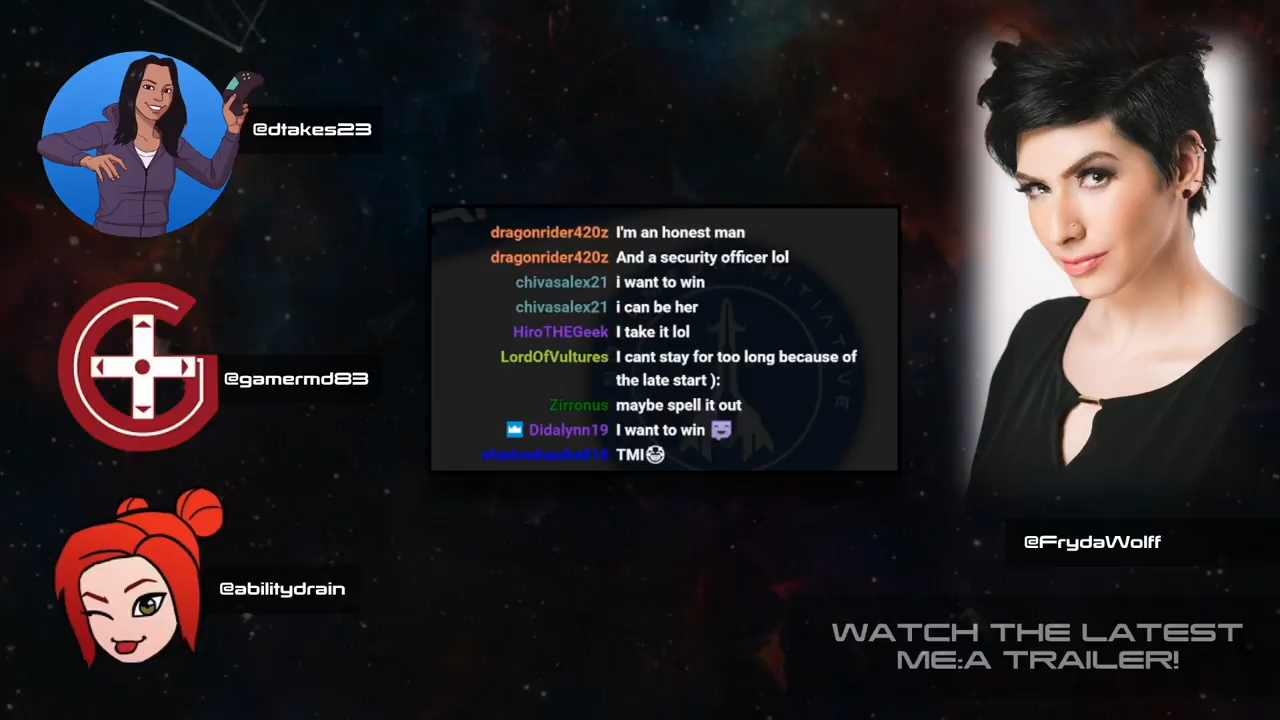 @dtakes23
@gamermd83
@abilitydrain
dragonrider420z I'm an honest man
dragonrider420z And a security officer lol
chivasalex21 i want to win
chivasalex21 i can be her
HiroTHEGeek I take it lol
LordOfVultures I cant stay for too long because of
the late start ):
Zirronus maybe spell it out
Didalynn19 I want to win
TMI
INITIATIVE
@FrydaWolff
WATCH THE LATEST
ME:A TRAILER!